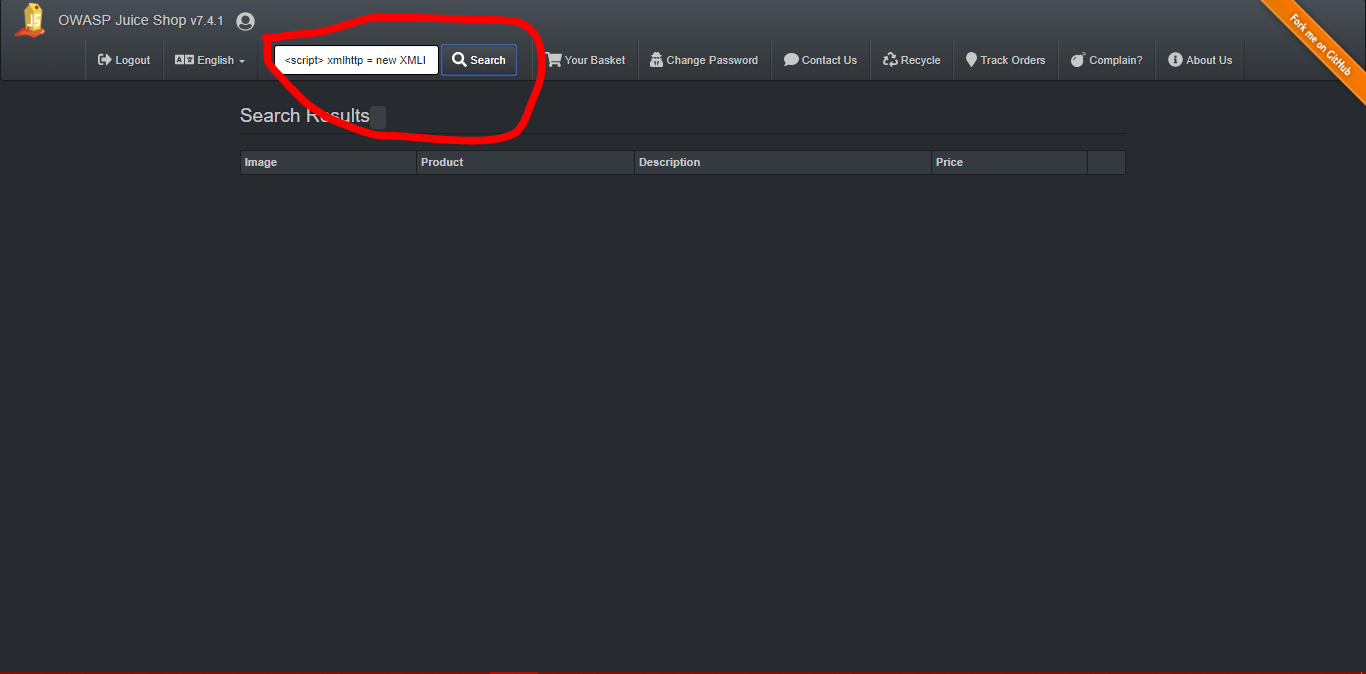 OWASP Juice Shop v7.4.1
Logout English <script> xmlhttp = new XMLI Search Your Basket Change Password Contact Us Recycle Track Orders Complain? About Us
Fork me on GitHub
Search Results
Image Product Description Price